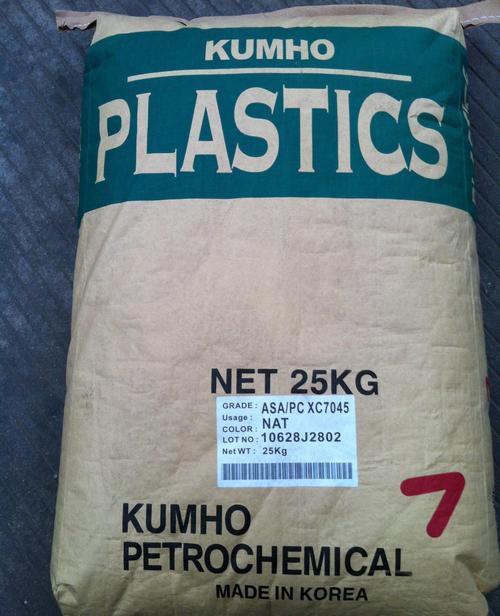 KUMHO
PLASTICS
NET 25KG
GRADE : ASA/PC XC7045
Usage :
COLOR : NAT
LOT NO : 10628J2802
Net WT : 25Kg
7
KUMHO
PETROCHEMICAL
MADE IN KOREA